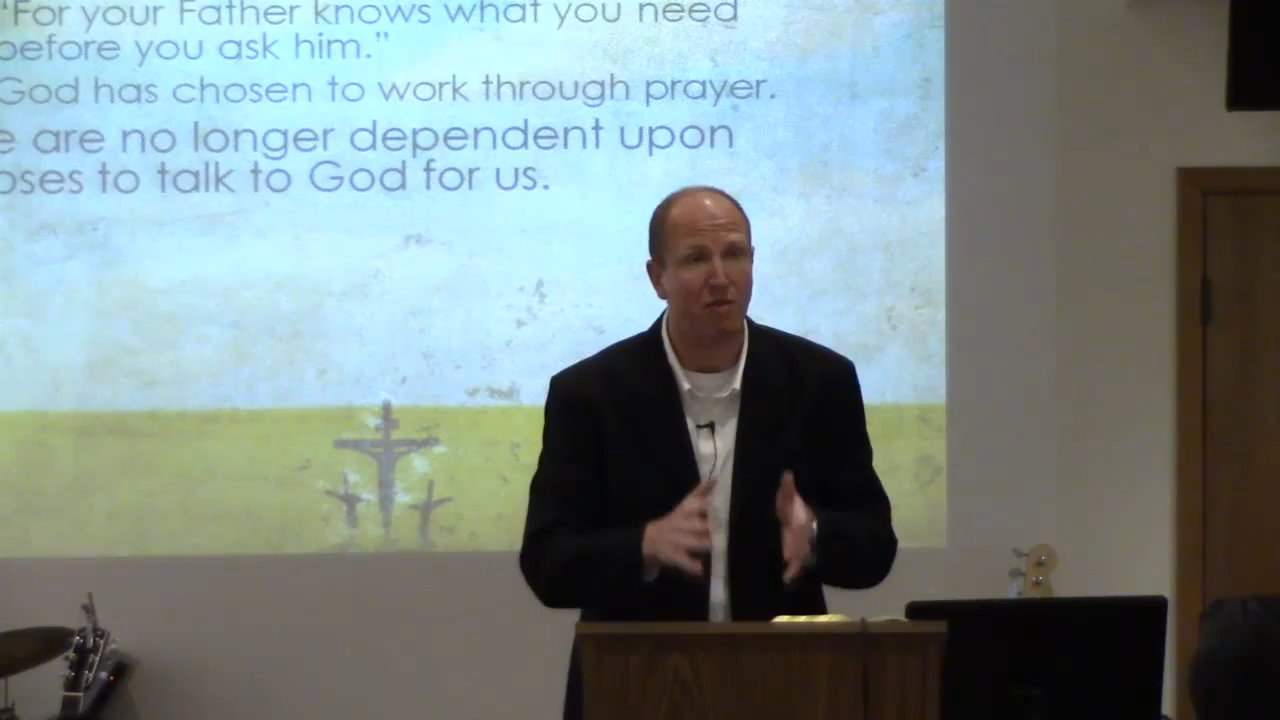 "For your Father knows what you need
before you ask him."
God has chosen to work through prayer.
e are no longer dependent upon
oses to talk to God for us.